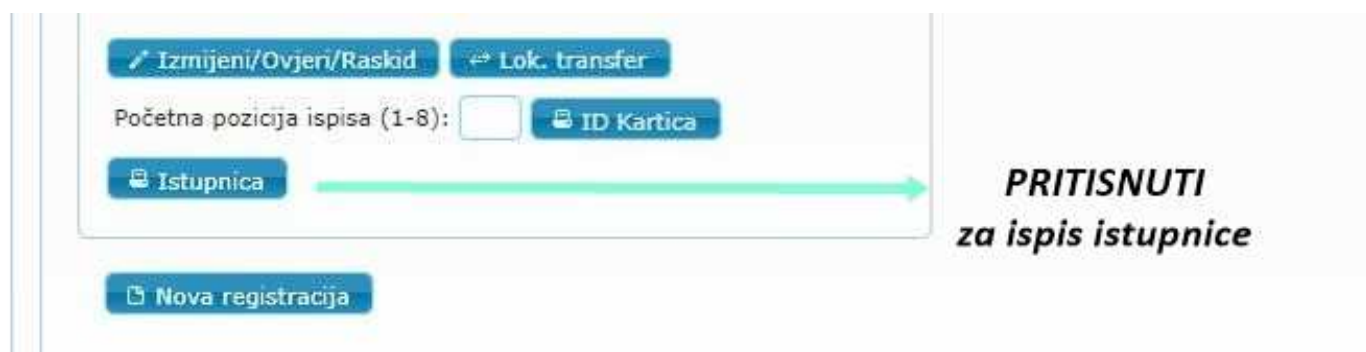 Izmijeni/Ovjeri/Raskid Lok. transfer
Početna pozicija ispisa (1-8): ID Kartica
Istupnica
PRITISNUTI
za ispis istupnice
Nova registracija